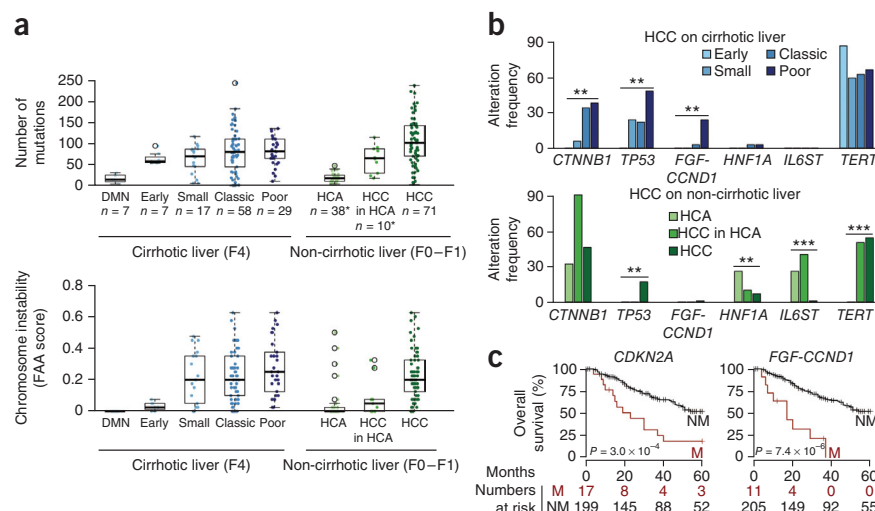 a
Number of
mutations
250
200
150
100
50
0
DMN Early Small Classic Poor HCA HCC HCC
n = 7 n = 7 n = 17 n = 58 n = 29 n = 38* in HCA n = 71
n = 10*
Cirrhotic liver (F4) Non-cirrhotic liver (F0–F1)
Chromosome instability
(FAA score)
0.6
0.4
0.2
0
DMN Early Small Classic Poor HCA HCC HCC
in HCA
Cirrhotic liver (F4) Non-cirrhotic liver (F0–F1)
b
HCC on cirrhotic liver
Early Classic
Small Poor
Alteration
frequency
90
60
30
0
** ** **
CTNNB1 TP53 FGF- HNF1A IL6ST TERT
CCND1
HCC on non-cirrhotic liver
HCA
HCC in HCA
HCC
Alteration
frequency
90
60
30
0
** ** *** ***
CTNNB1 TP53 FGF- HNF1A IL6ST TERT
CCND1
c
CDKN2A FGF-CCND1
Overall
survival (%)
100
75
50
25
0
NM
M
P = 3.0 × 10⁻⁴
100
75
50
25
0
NM
M
P = 7.4 × 10⁻⁶
Months 0 20 40 60 0 20 40 60
Numbers M 17 8 4 3 11 4 0 0
at risk NM 199 145 88 52 205 149 92 55